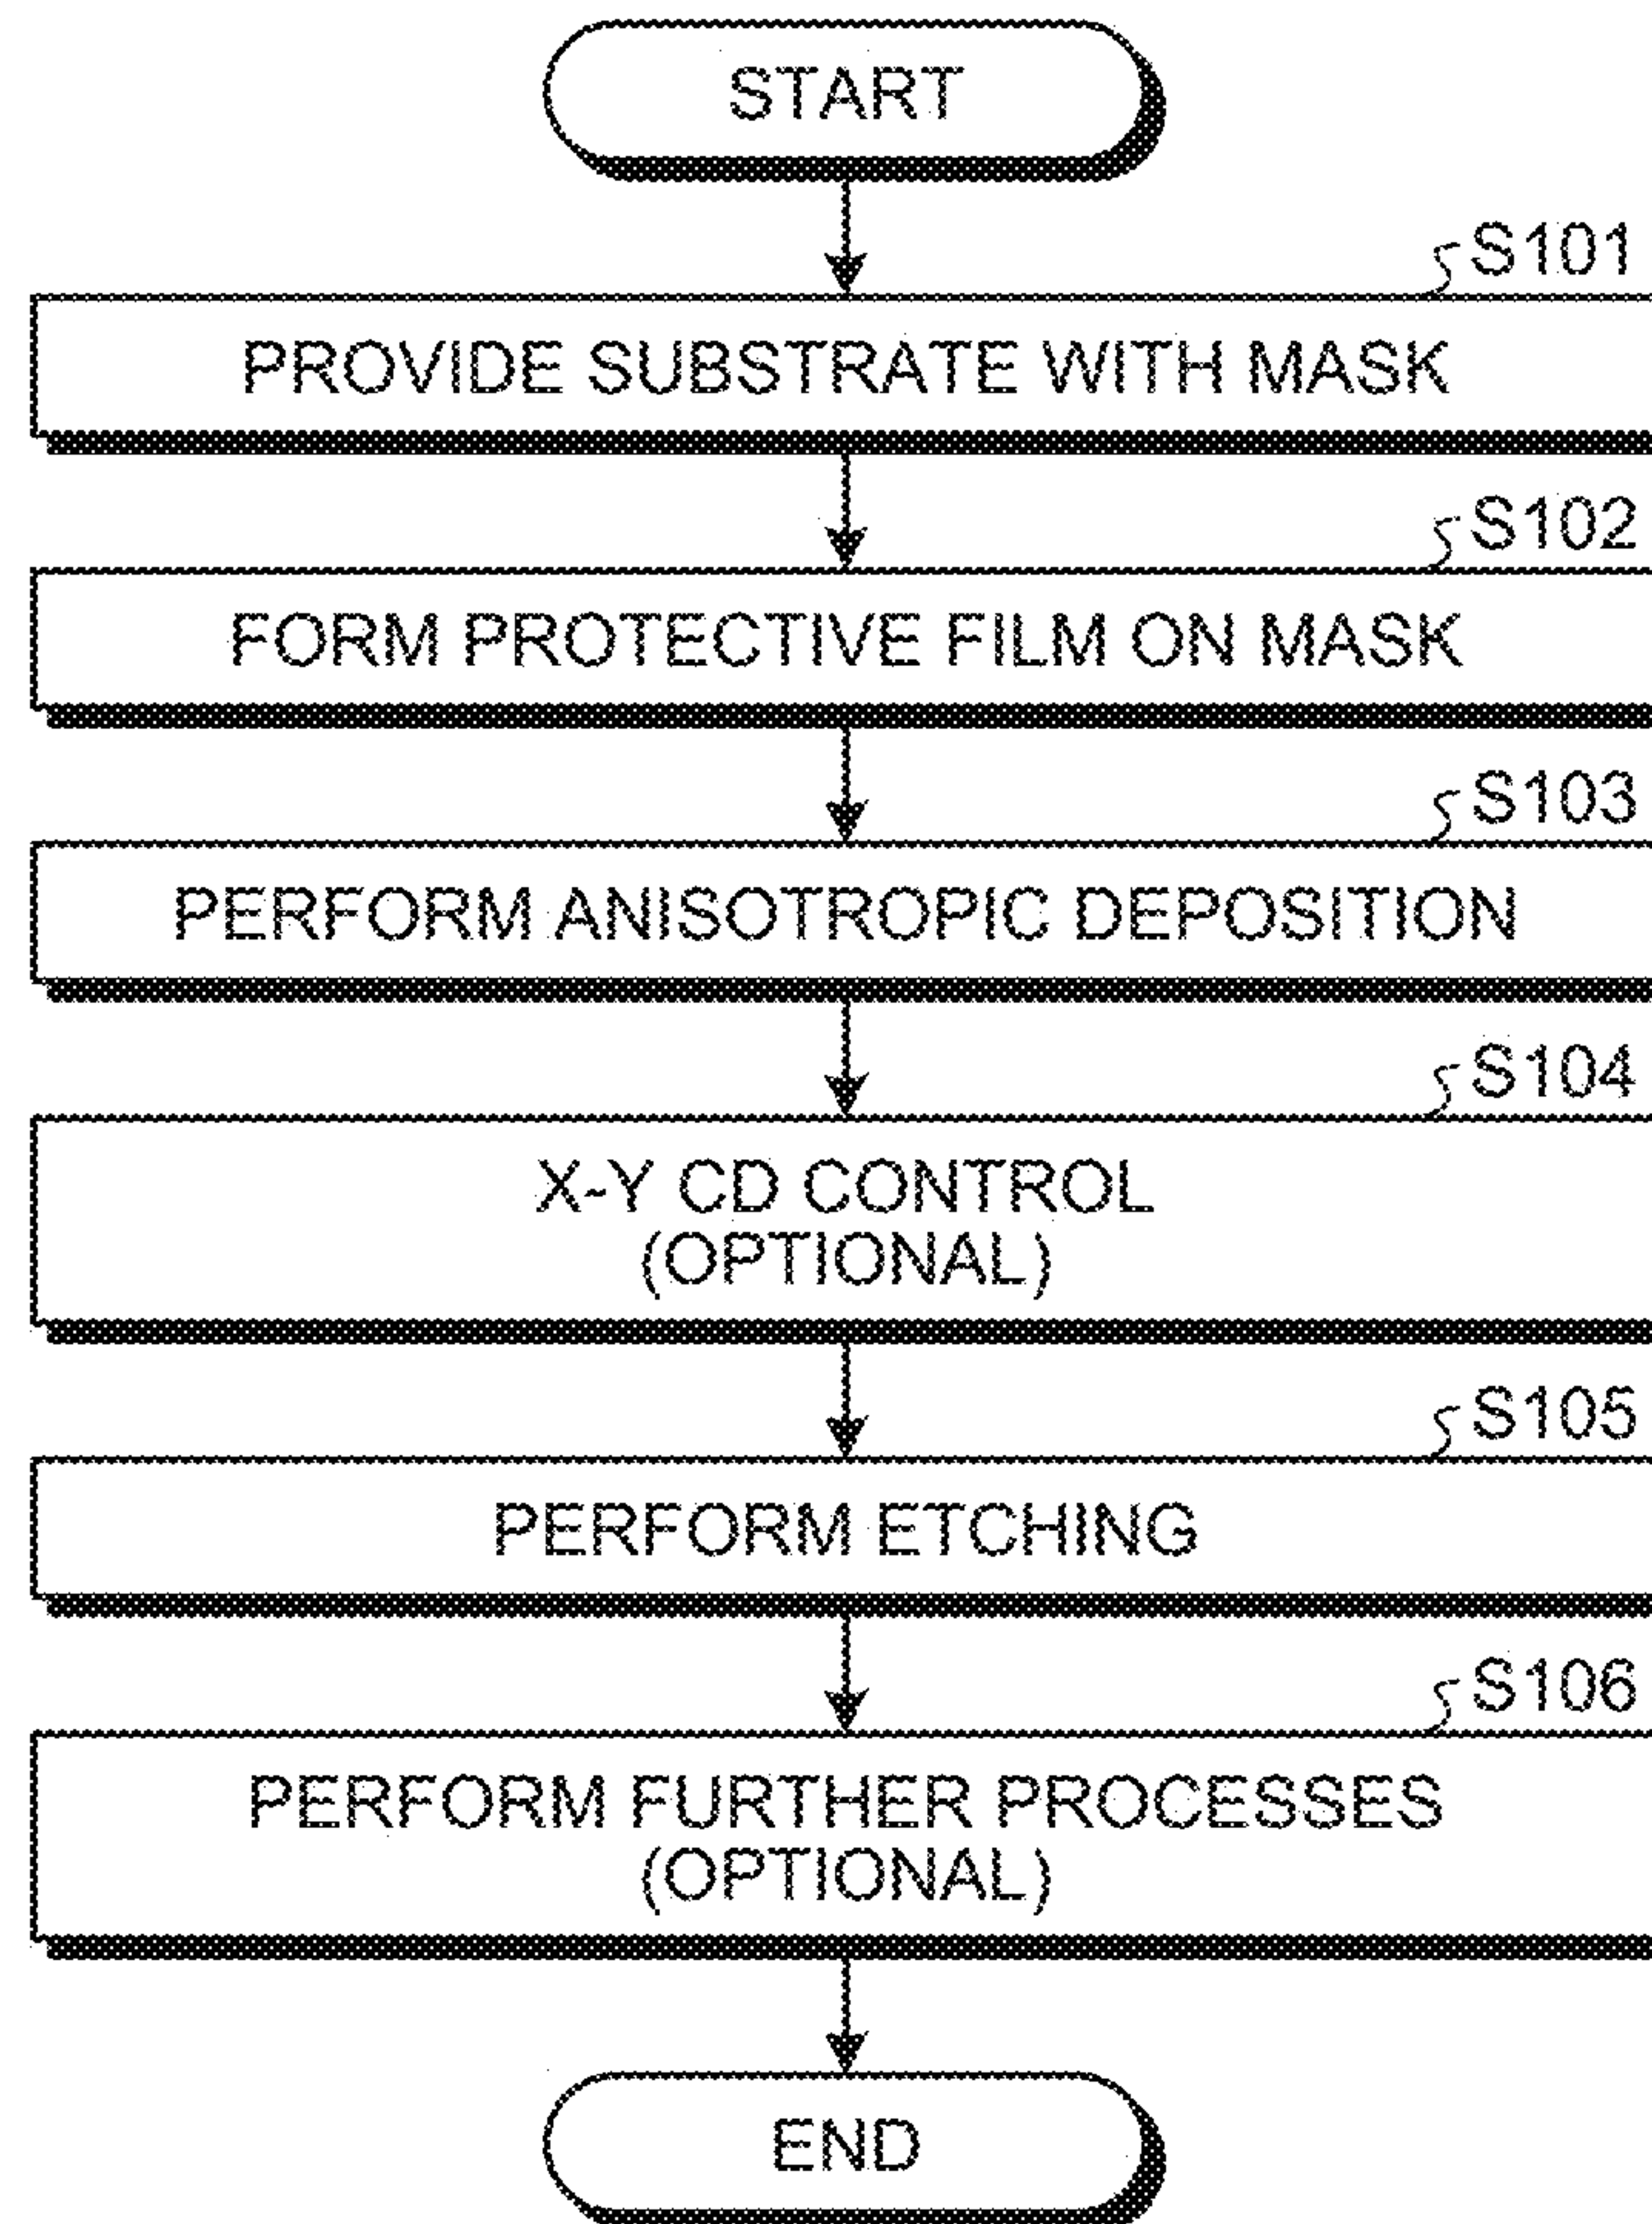 START
S101
PROVIDE SUBSTRATE WITH MASK
S102
FORM PROTECTIVE FILM ON MASK
S103
PERFORM ANISOTROPIC DEPOSITION
S104
X-Y CD CONTROL
(OPTIONAL)
S105
PERFORM ETCHING
S106
PERFORM FURTHER PROCESSES
(OPTIONAL)
END